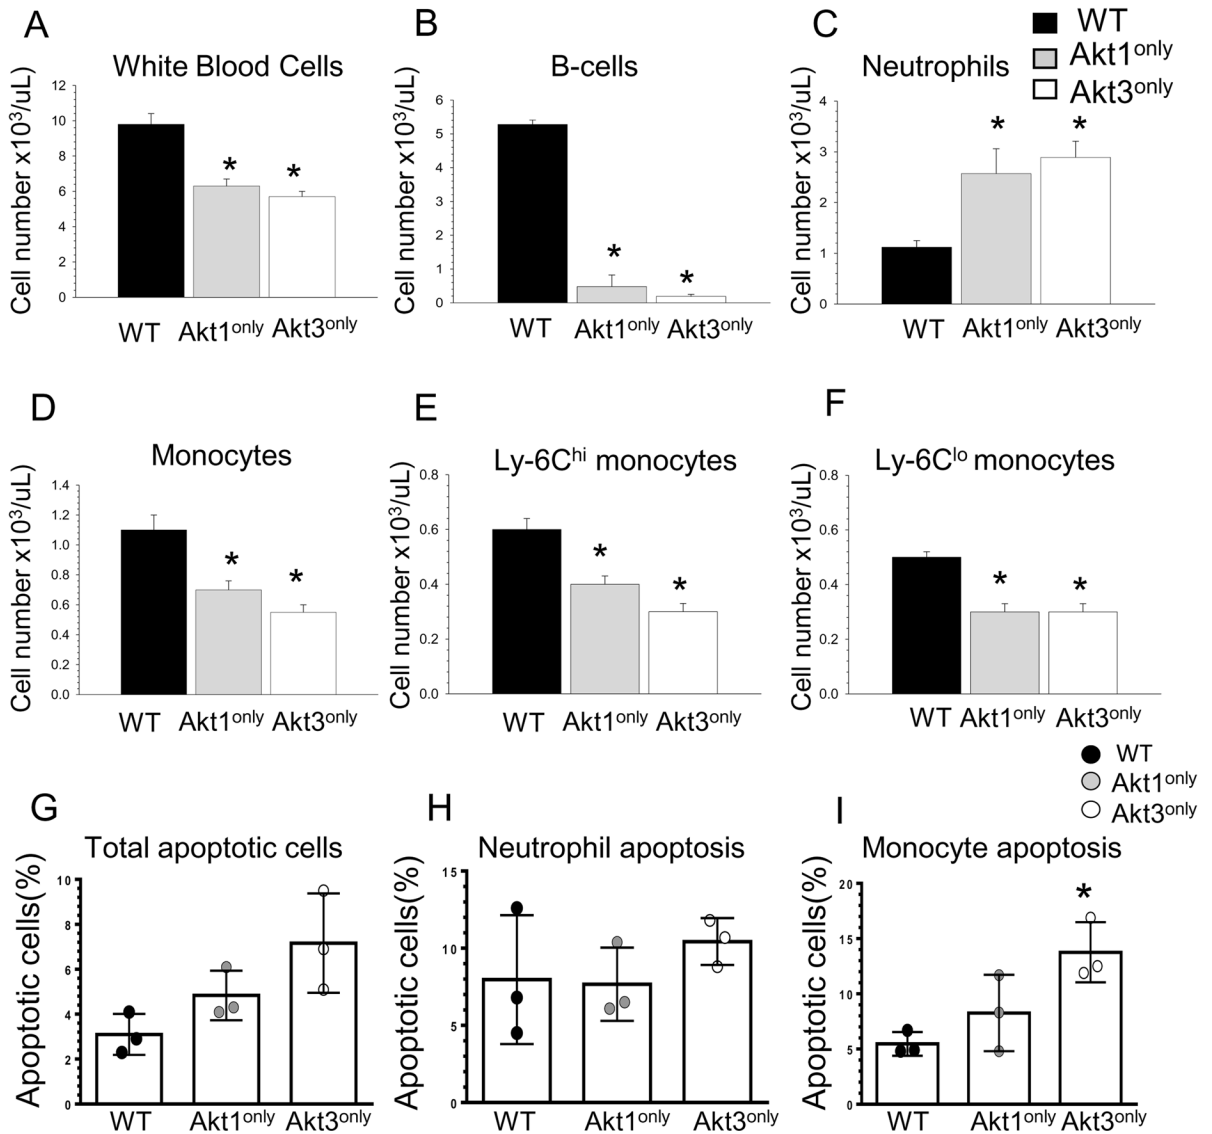 A
B
C
WT
Akt1only
Akt3only
White Blood Cells
B-cells
Neutrophils
Cell number x103/uL)
12
10
8
6
4
2
0
* *
WT Akt1only Akt3only
Cell number x103/uL)
6
5
4
3
2
1
0
* *
WT Akt1only Akt3only
Cell number x103/uL)
4
3
2
1
0
* *
WT Akt1only Akt3only
D
E
F
Monocytes
Ly-6Chi monocytes
Ly-6Clo monocytes
Cell number x103/uL)
1.4
1.2
1.0
0.8
0.6
0.4
0.2
0.0
* *
WT Akt1only Akt3only
Cell number x103/uL)
0.8
0.6
0.4
0.2
0.0
* *
WT Akt1only Akt3only
Cell number x103/uL)
0.8
0.6
0.4
0.2
0.0
* *
WT Akt1only Akt3only
WT
Akt1only
Akt3only
G
H
I
Total apoptotic cells
Neutrophil apoptosis
Monocyte apoptosis
Apoptotic cells(%)
10
8
6
4
2
0
WT Akt1only Akt3only
Apoptotic cells(%)
15
10
5
0
WT Akt1only Akt3only
Apoptotic cells(%)
20
15
10
5
0
*
WT Akt1only Akt3only